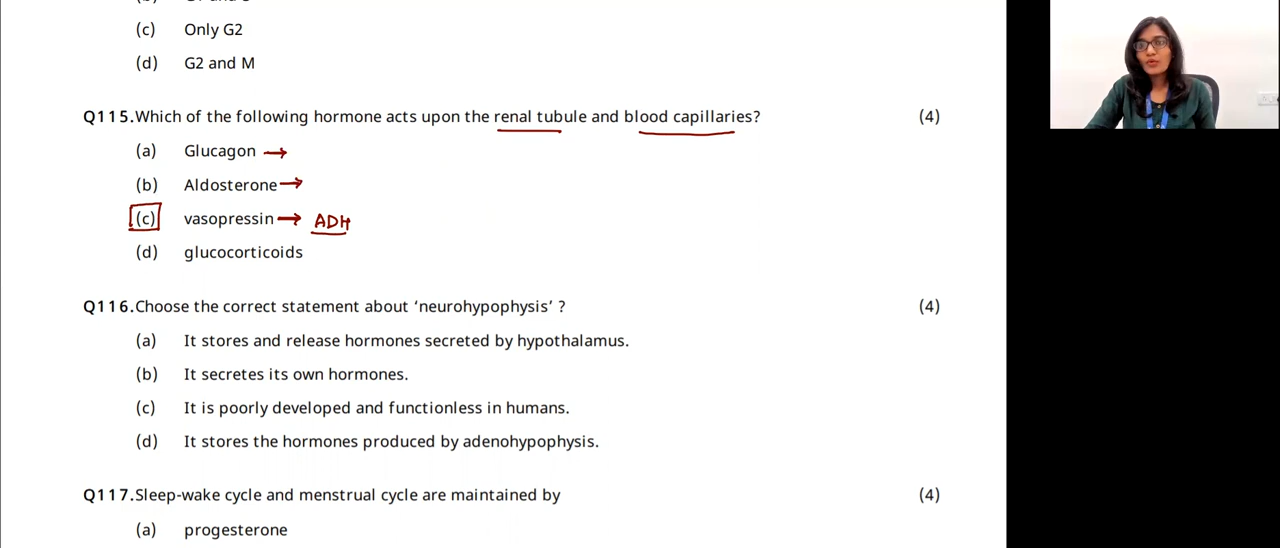 (c) Only G2
(d) G2 and M
Q115.Which of the following hormone acts upon the renal tubule and blood capillaries? (4)
(a) Glucagon →
(b) Aldosterone →
(c) vasopressin → ADH
(d) glucocorticoids
Q116.Choose the correct statement about ‘neurohypophysis’ ? (4)
(a) It stores and release hormones secreted by hypothalamus.
(b) It secretes its own hormones.
(c) It is poorly developed and functionless in humans.
(d) It stores the hormones produced by adenohypophysis.
Q117.Sleep-wake cycle and menstrual cycle are maintained by (4)
(a) progesterone